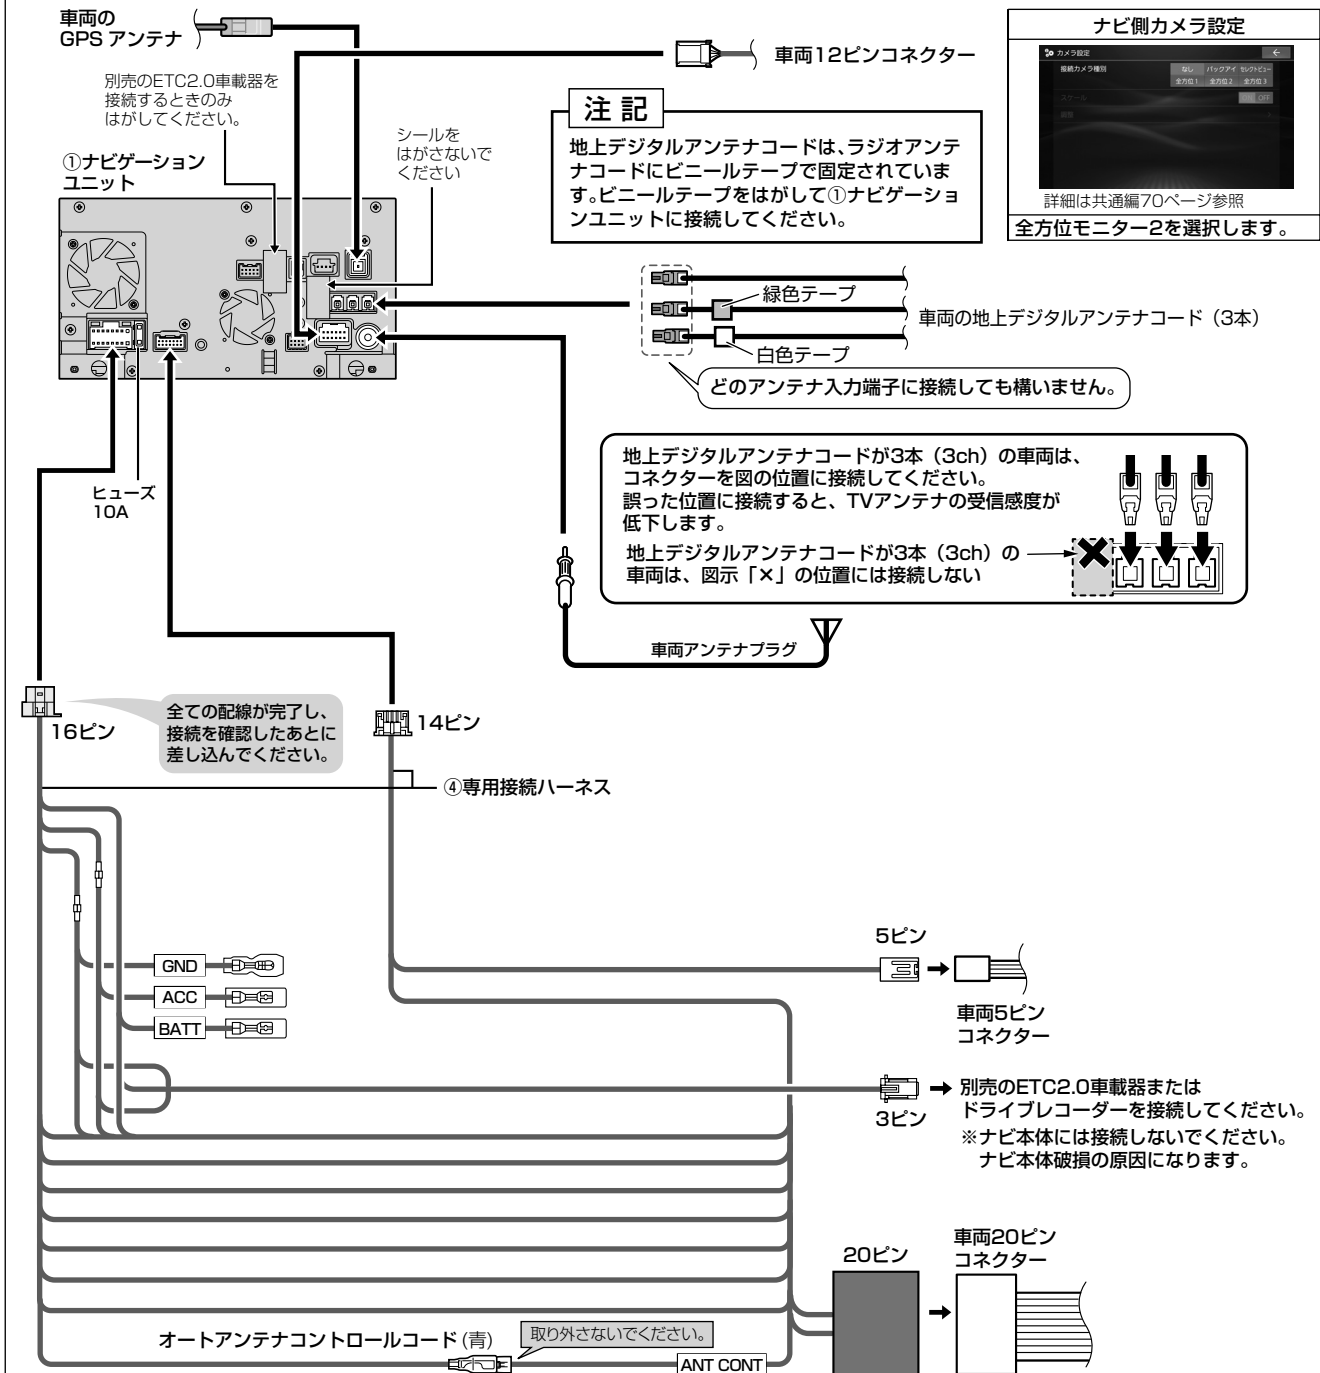 車両の
GPS アンテナ
別売のETC2.0車載器を
接続するときのみ
はがしてください。
①ナビゲーション
ユニット
シールを
はがさないで
ください
車両12ピンコネクター
注 記
地上デジタルアンテナコードは、ラジオアンテ
ナコードにビニールテープで固定されていま
す。ビニールテープをはがして①ナビゲーショ
ンユニットに接続してください。
ナビ側カメラ設定
カメラ設定
接続カメラ種別
なし バックアイ セレクトビュー
全方位1 全方位2 全方位3
スケール
ON OFF
詳細は共通編70ページ参照
全方位モニター2を選択します。
緑色テープ
車両の地上デジタルアンテナコード（3本）
白色テープ
どのアンテナ入力端子に接続しても構いません。
地上デジタルアンテナコードが3本（3ch）の車両は、
コネクターを図の位置に接続してください。
誤った位置に接続すると、TVアンテナの受信感度が
低下します。
地上デジタルアンテナコードが3本（3ch）の
車両は、図示「×」の位置には接続しない
ヒューズ
10A
車両アンテナプラグ
16ピン
全ての配線が完了し、
接続を確認したあとに
差し込んでください。
14ピン
④専用接続ハーネス
GND
ACC
BATT
5ピン
車両5ピン
コネクター
3ピン
別売のETC2.0車載器または
ドライブレコーダーを接続してください。
※ナビ本体には接続しないでください。
ナビ本体破損の原因になります。
20ピン
車両20ピン
コネクター
オートアンテナコントロールコード(青)
取り外さないでください。
ANT CONT